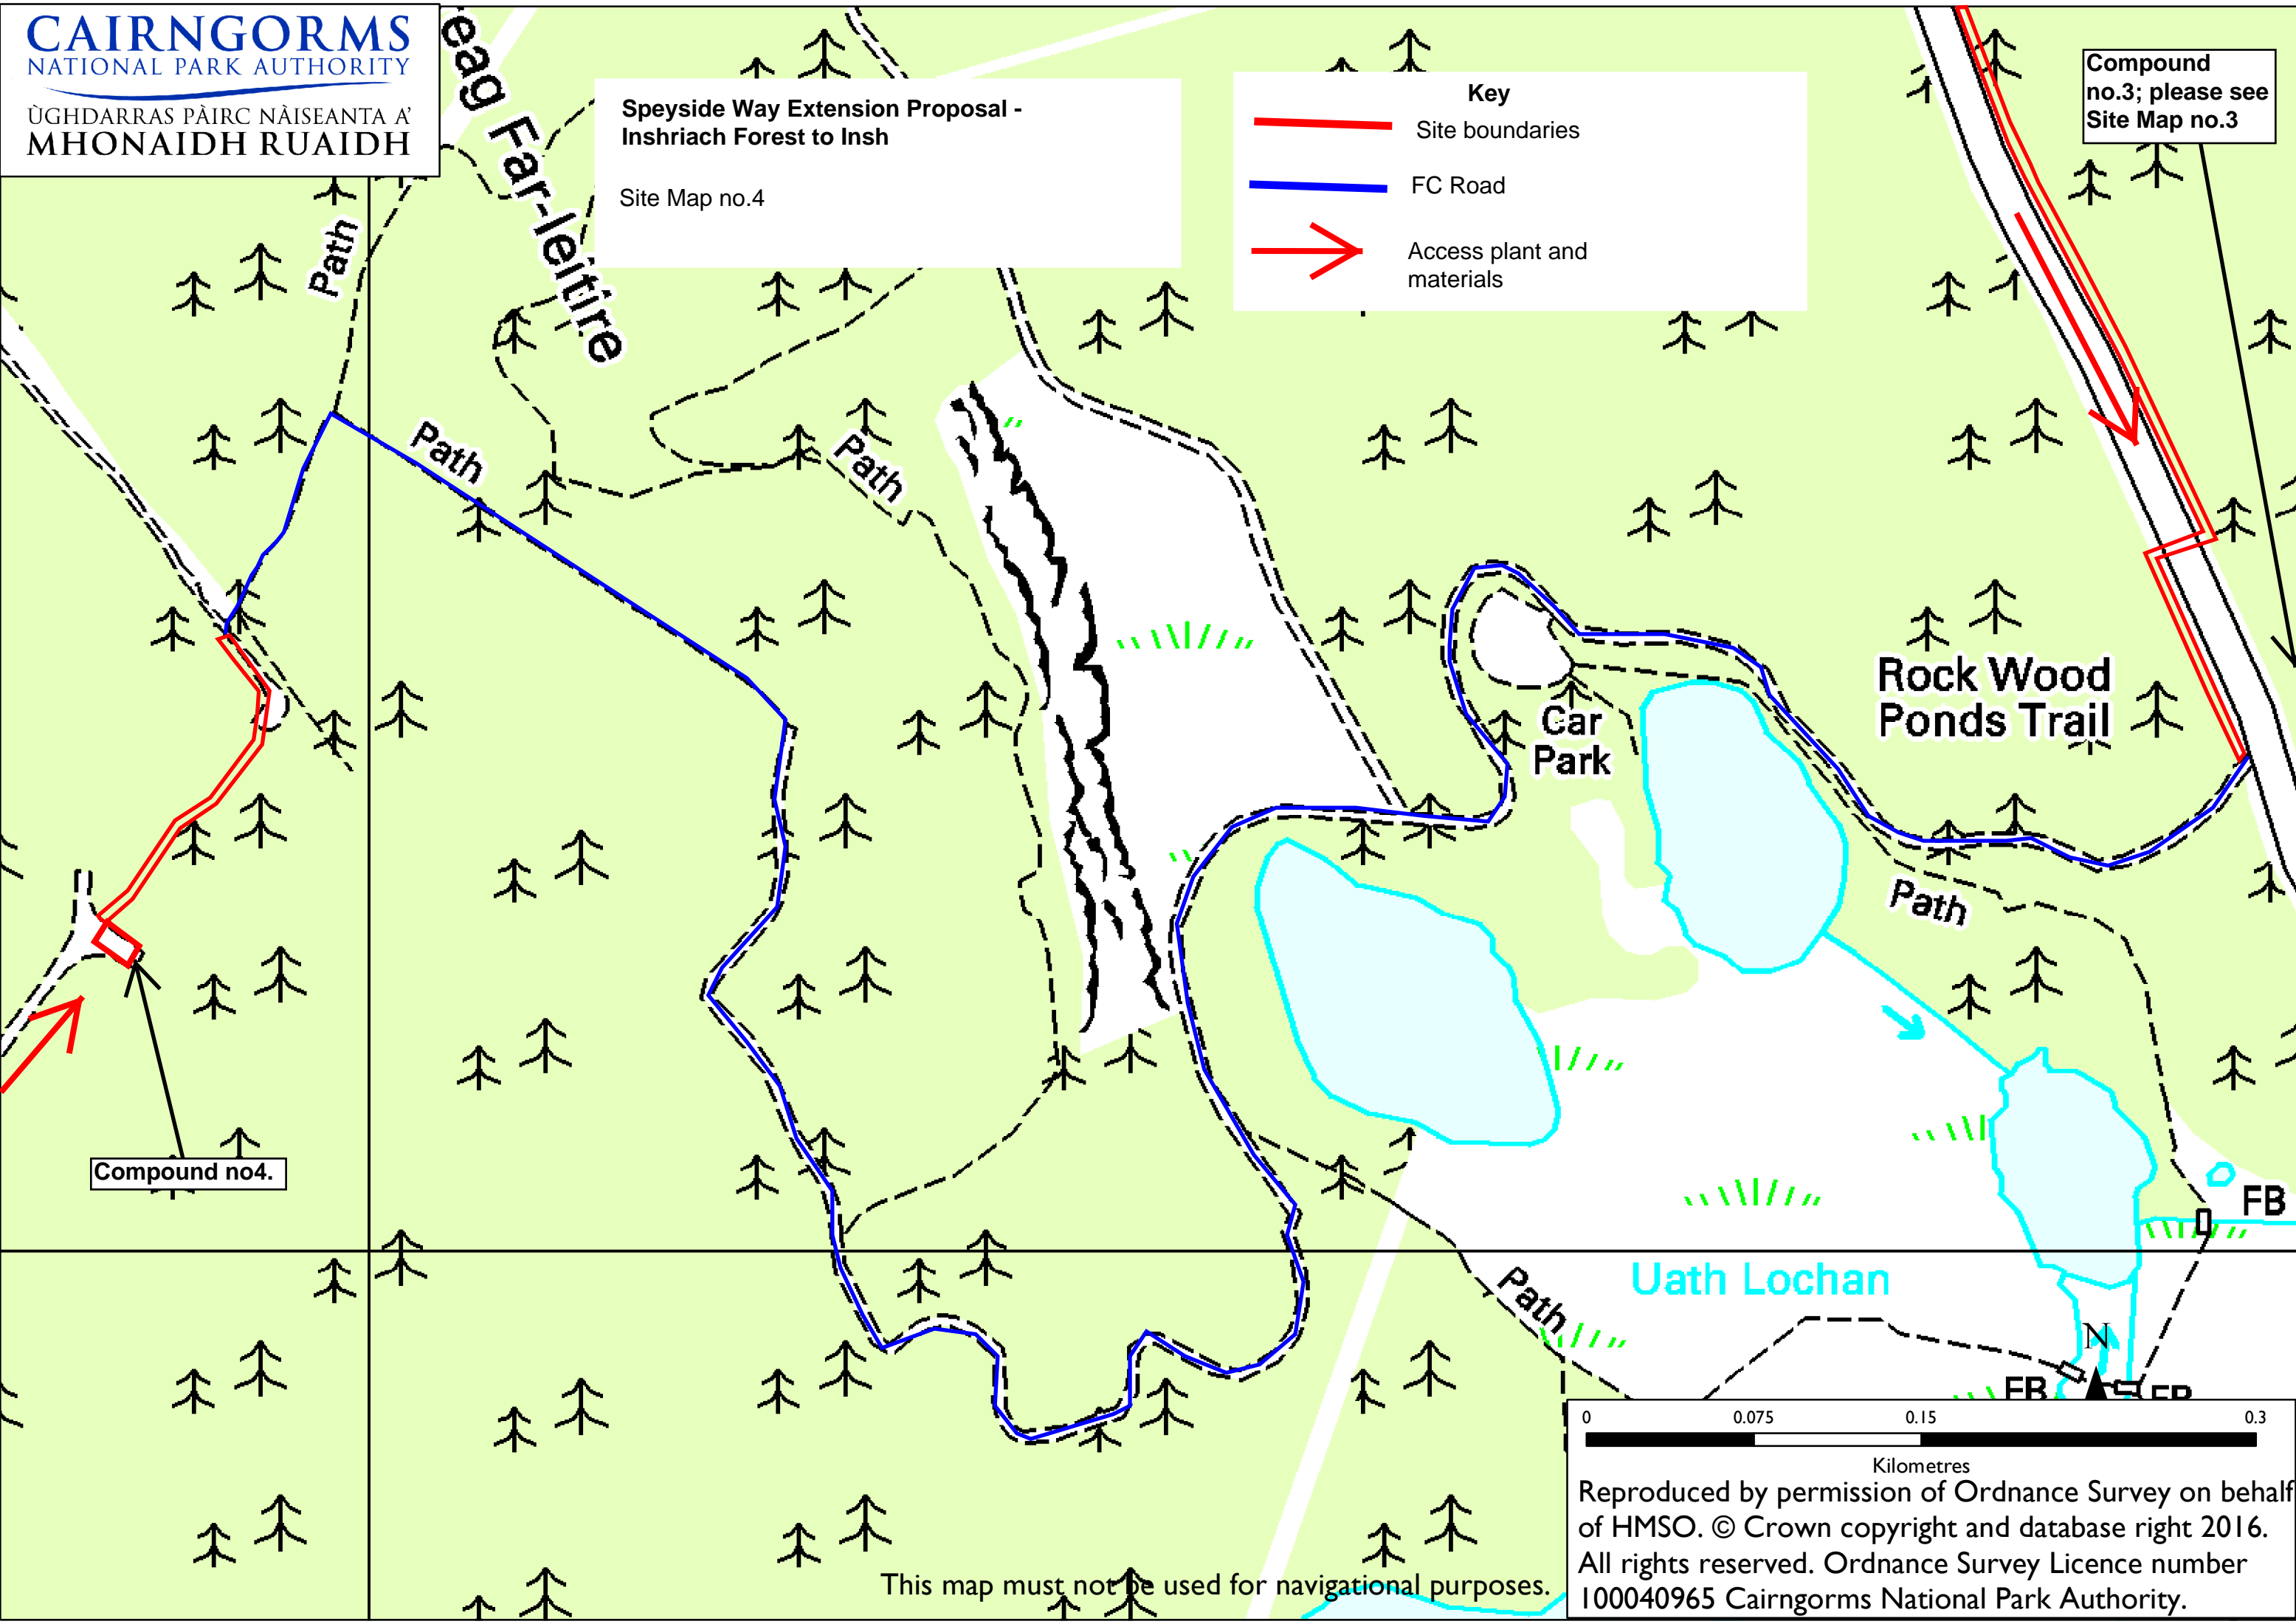 CAIRNGORMS
NATIONAL PARK AUTHORITY
ÙGHDARRAS PÀIRC NÀISEANTA A'
MHONAIDH RUAIDH
eag Far-leitire
Speyside Way Extension Proposal -
Inshriach Forest to Insh
Site Map no.4
Key
Site boundaries
FC Road
Access plant and
materials
Compound
no.3; please see
Site Map no.3
Path
Path
Path
Rock Wood
Ponds Trail
Car
Park
Path
Compound no4.
FB
Uath Lochan
Path
N
FB
FB
0
0.075
0.15
0.3
Kilometres
Reproduced by permission of Ordnance Survey on behalf
of HMSO. © Crown copyright and database right 2016.
All rights reserved. Ordnance Survey Licence number
100040965 Cairngorms National Park Authority.
This map must not be used for navigational purposes.